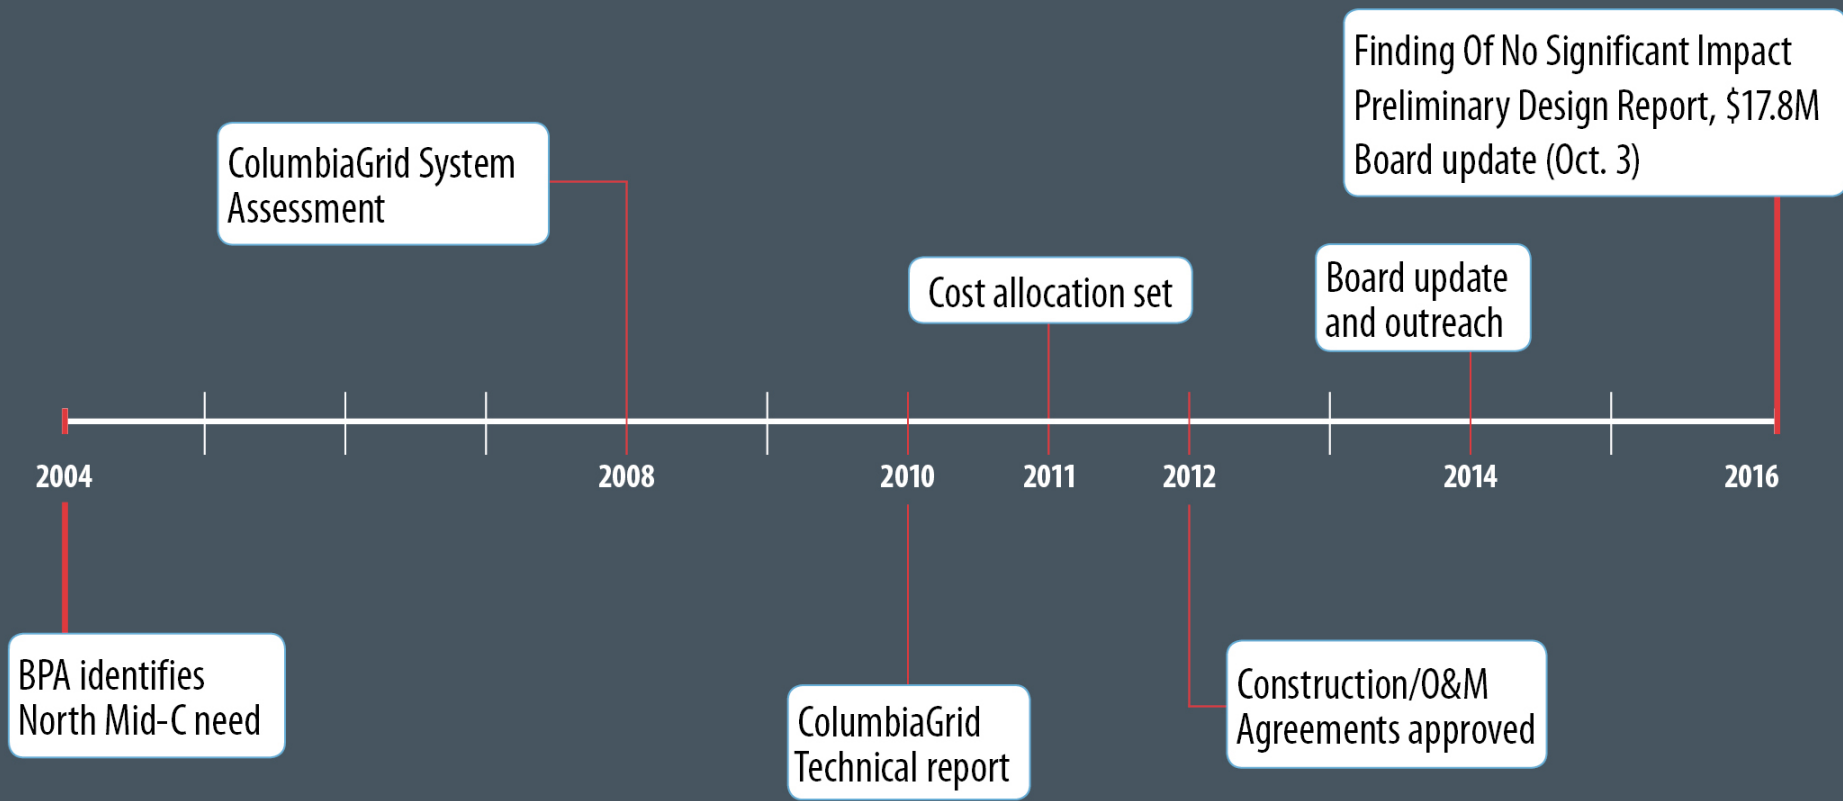 Finding Of No Significant Impact
Preliminary Design Report, $17.8M
Board update (Oct. 3)
ColumbiaGrid System
Assessment
Cost allocation set
Board update
and outreach
2004
2008
2010
2011
2012
2014
2016
BPA identifies
North Mid-C need
ColumbiaGrid
Technical report
Construction/O&M
Agreements approved